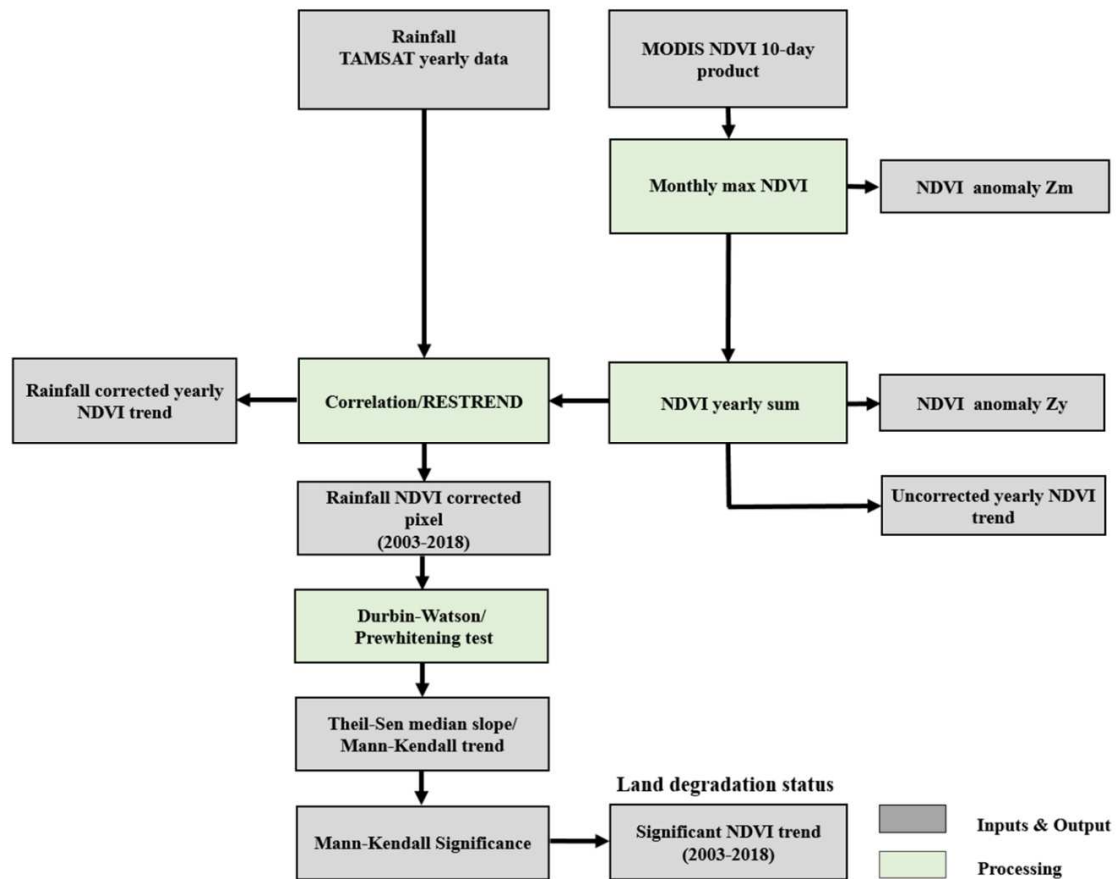 Rainfall
TAMSAT yearly data
MODIS NDVI 10-day
product
Monthly max NDVI
NDVI anomaly Zm
Rainfall corrected yearly
NDVI trend
Correlation/RESTREND
NDVI yearly sum
NDVI anomaly Zy
Rainfall NDVI corrected
pixel
(2003-2018)
Uncorrected yearly NDVI
trend
Durbin-Watson/
Prewhitening test
Theil-Sen median slope/
Mann-Kendall trend
Land degradation status
Mann-Kendall Significance
Significant NDVI trend
(2003-2018)
Inputs & Output
Processing